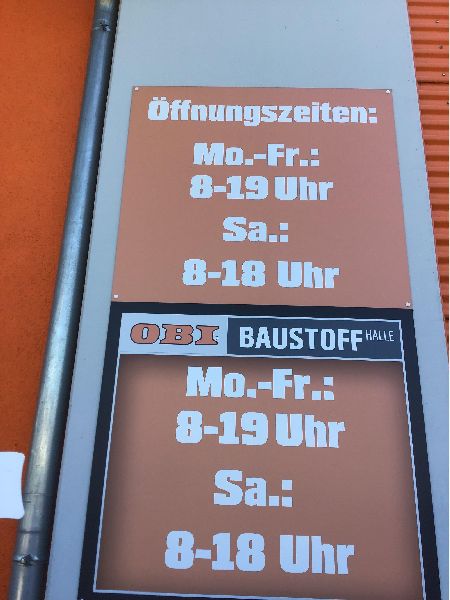 Öffnungszeiten:
Mo.-Fr.:
8-19 Uhr
Sa.:
8-18 Uhr
OBI BAUSTOFF HALLE
Mo.-Fr.:
8-19 Uhr
Sa.:
8-18 Uhr